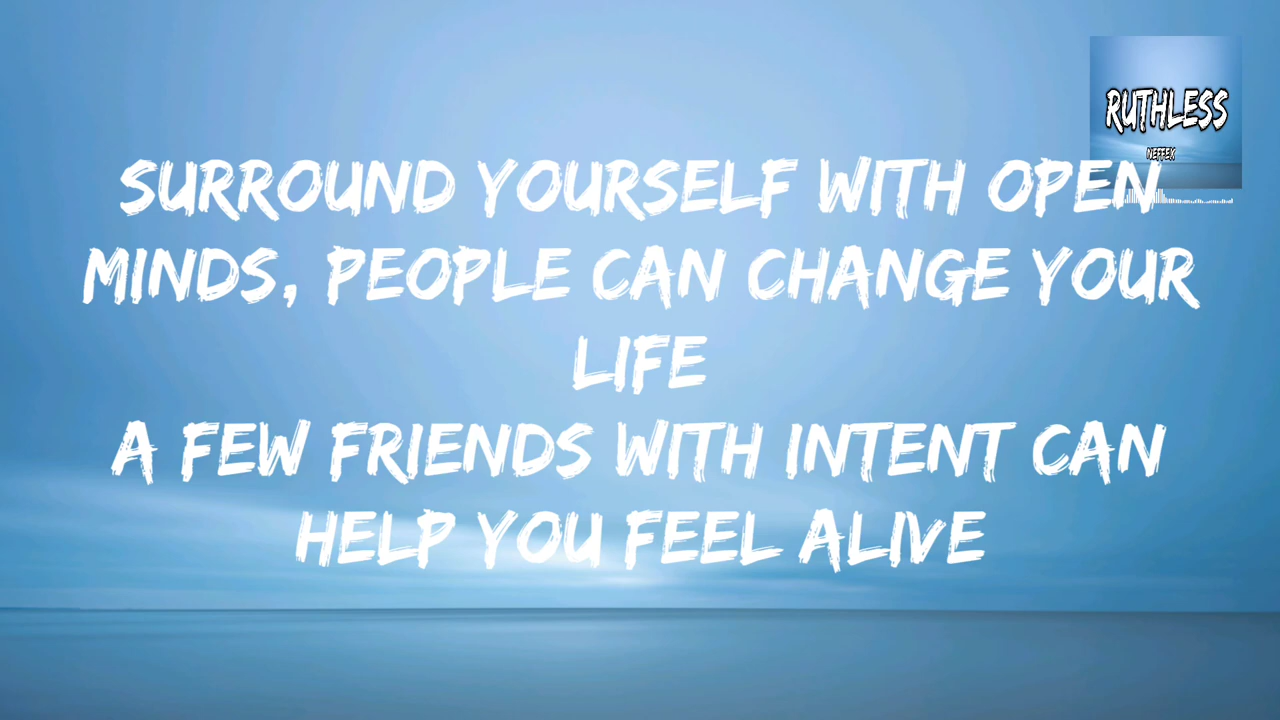 RUTHLESS
NEFFEX
SURROUND YOURSELF WITH OPEN
MINDS, PEOPLE CAN CHANGE YOUR
LIFE
A FEW FRIENDS WITH INTENT CAN
HELP YOU FEEL ALIVE